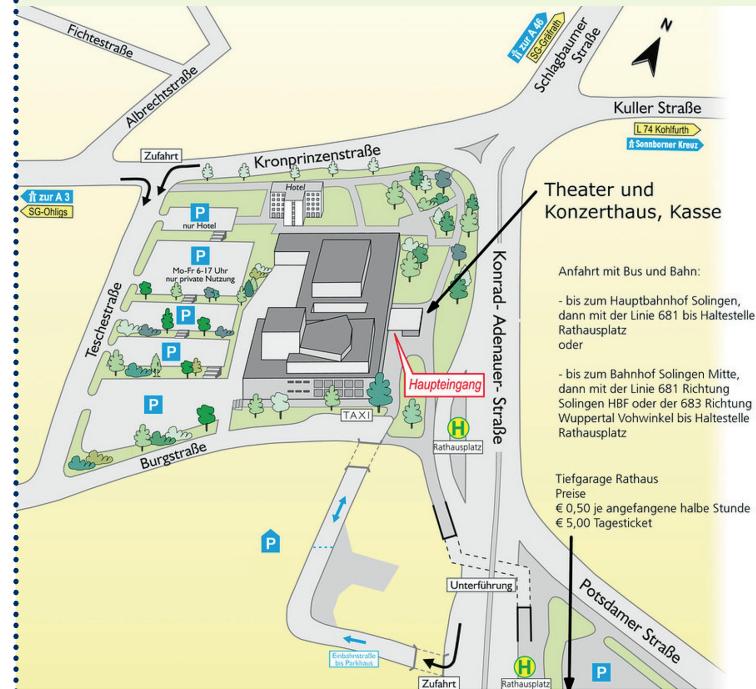 Fichtestraße
Albrechtstraße
zur A 46
SG-Gräfrath
Schlagbaumer
Straße
N
Kuller Straße
L 74 Kohlfurth
Sonnborner Kreuz
Zufahrt
Kronprinzenstraße
zur A 3
SG-Ohligs
Hotel
P
nur Hotel
P
Mo-Fr 6-17 Uhr
nur private Nutzung
P
P
P
Teschestraße
Burgstraße
TAXI
Haupteingang
Theater und
Konzerthaus, Kasse
Konrad-Adenauer-Straße
H
Rathausplatz
Anfahrt mit Bus und Bahn:
- bis zum Hauptbahnhof Solingen,
dann mit der Linie 681 bis Haltestelle
Rathausplatz
oder
- bis zum Bahnhof Solingen Mitte,
dann mit der Linie 681 Richtung
Solingen HBF oder der 683 Richtung
Wuppertal Vohwinkel bis Haltestelle
Rathausplatz
Tiefgarage Rathaus
Preise
€ 0,50 je angefangene halbe Stunde
€ 5,00 Tagesticket
P
Unterführung
Potsdamer Straße
Einbahnstraße
bis Parkhaus
Zufahrt
H
Rathausplatz
P